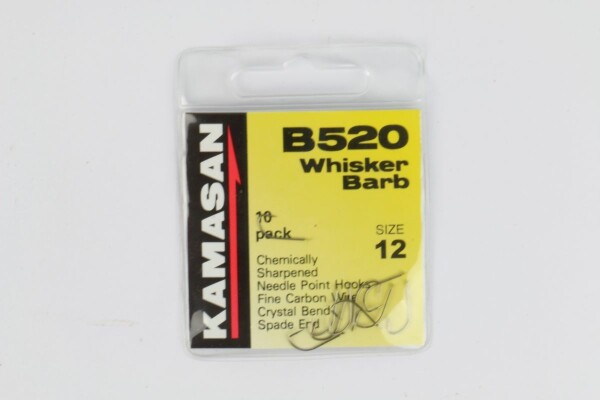 KAMASAN
B520
Whisker
Barb
10
pack
SIZE
12
Chemically
Sharpened
Needle Point Hooks
Fine Carbon Wire
Crystal Bend
Spade End